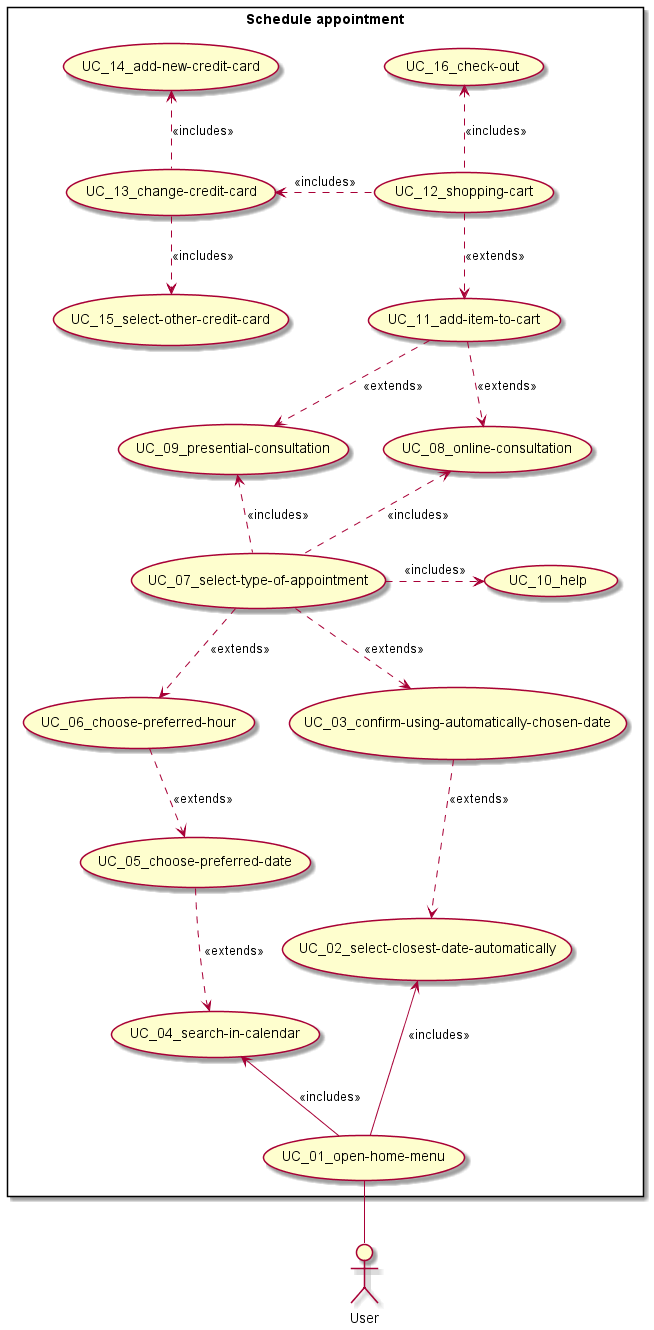 Schedule appointment
UC_14_add-new-credit-card
UC_16_check-out
«includes»
«includes»
UC_13_change-credit-card
«includes»
UC_12_shopping-cart
«includes»
«extends»
UC_15_select-other-credit-card
UC_11_add-item-to-cart
«extends»
«extends»
UC_09_presential-consultation
UC_08_online-consultation
«includes»
«includes»
UC_07_select-type-of-appointment
«includes»
UC_10_help
«extends»
«extends»
UC_06_choose-preferred-hour
UC_03_confirm-using-automatically-chosen-date
«extends»
«extends»
UC_05_choose-preferred-date
«extends»
UC_02_select-closest-date-automatically
UC_04_search-in-calendar
«includes»
«includes»
UC_01_open-home-menu
User